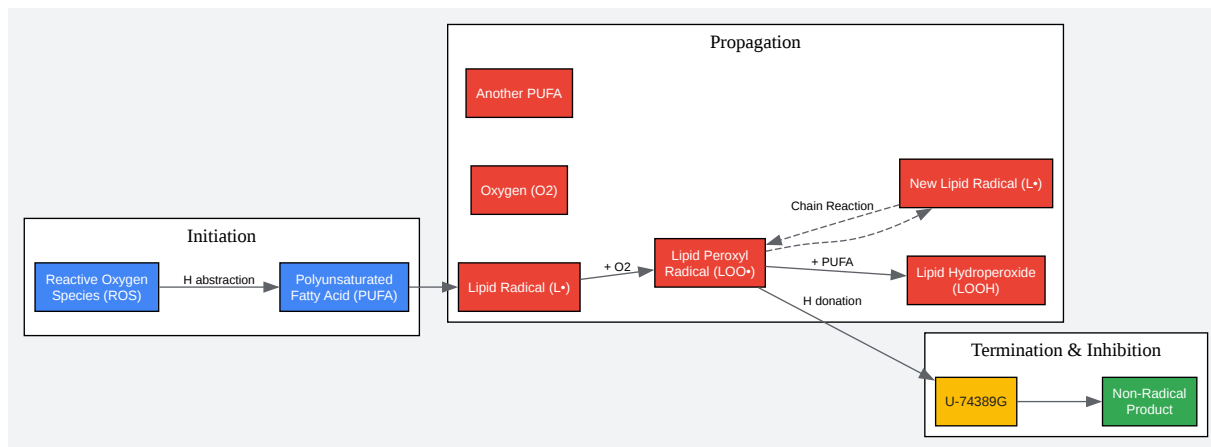 Propagation
Another PUFA
Oxygen (O2)
New Lipid Radical (L•)
Chain Reaction
Initiation
Reactive Oxygen
Species (ROS)
H abstraction
Polyunsaturated
Fatty Acid (PUFA)
Lipid Radical (L•)
+ O2
Lipid Peroxyl
Radical (LOO•)
+ PUFA
Lipid Hydroperoxide
(LOOH)
H donation
Termination & Inhibition
U-74389G
Non-Radical
Product